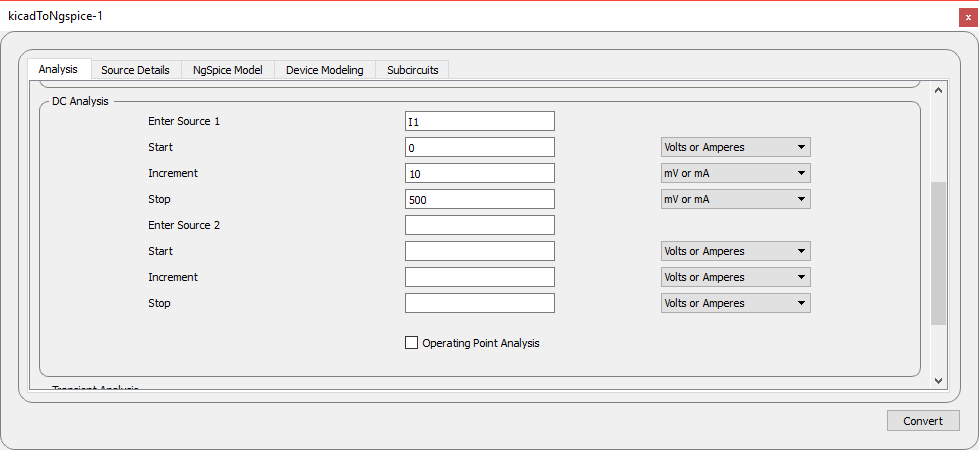 kicadToNgspice-1
x
Analysis Source Details NgSpice Model Device Modeling Subcircuits
DC Analysis
Enter Source 1 I1
Start 0 Volts or Amperes
Increment 10 mV or mA
Stop 500 mV or mA
Enter Source 2
Start Volts or Amperes
Increment Volts or Amperes
Stop Volts or Amperes
Operating Point Analysis
Transient Analysis
Convert